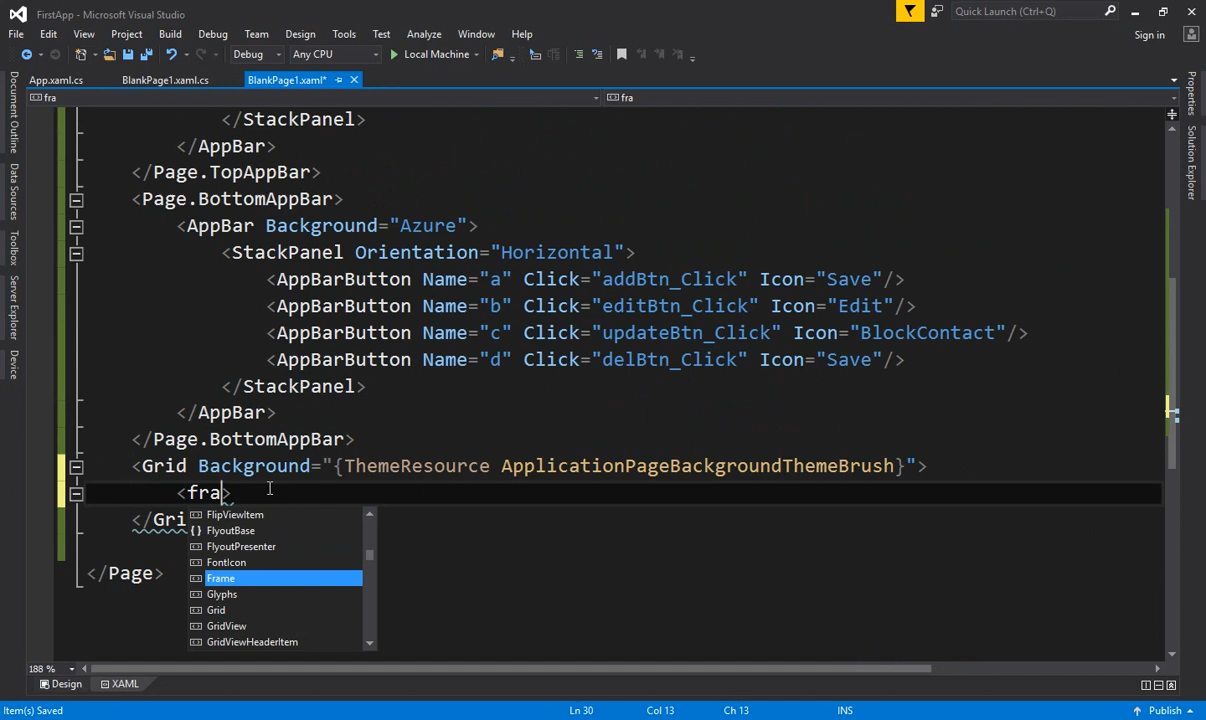 FirstApp - Microsoft Visual Studio
Quick Launch (Ctrl+Q)
File Edit View Project Build Debug Team Design Tools Test Analyze Window Help
Sign in
Debug Any CPU Local Machine
App.xaml.cs BlankPage1.xaml.cs BlankPage1.xaml*
fra fra
Document Outline
Data Sources
Toolbox
Server Explorer
Device
Properties
Solution Explorer
</StackPanel>
</AppBar>
</Page.TopAppBar>
<Page.BottomAppBar>
<AppBar Background="Azure">
<StackPanel Orientation="Horizontal">
<AppBarButton Name="a" Click="addBtn_Click" Icon="Save"/>
<AppBarButton Name="b" Click="editBtn_Click" Icon="Edit"/>
<AppBarButton Name="c" Click="updateBtn_Click" Icon="BlockContact"/>
<AppBarButton Name="d" Click="delBtn_Click" Icon="Save"/>
</StackPanel>
</AppBar>
</Page.BottomAppBar>
<Grid Background="{ThemeResource ApplicationPageBackgroundThemeBrush}">
<fra>
</Gri
</Page>
FlipViewItem
FlyoutBase
FlyoutPresenter
FontIcon
Frame
Glyphs
Grid
GridView
GridViewHeaderItem
188 %
Design XAML
Item(s) Saved Ln 30 Col 13 Ch 13 INS Publish